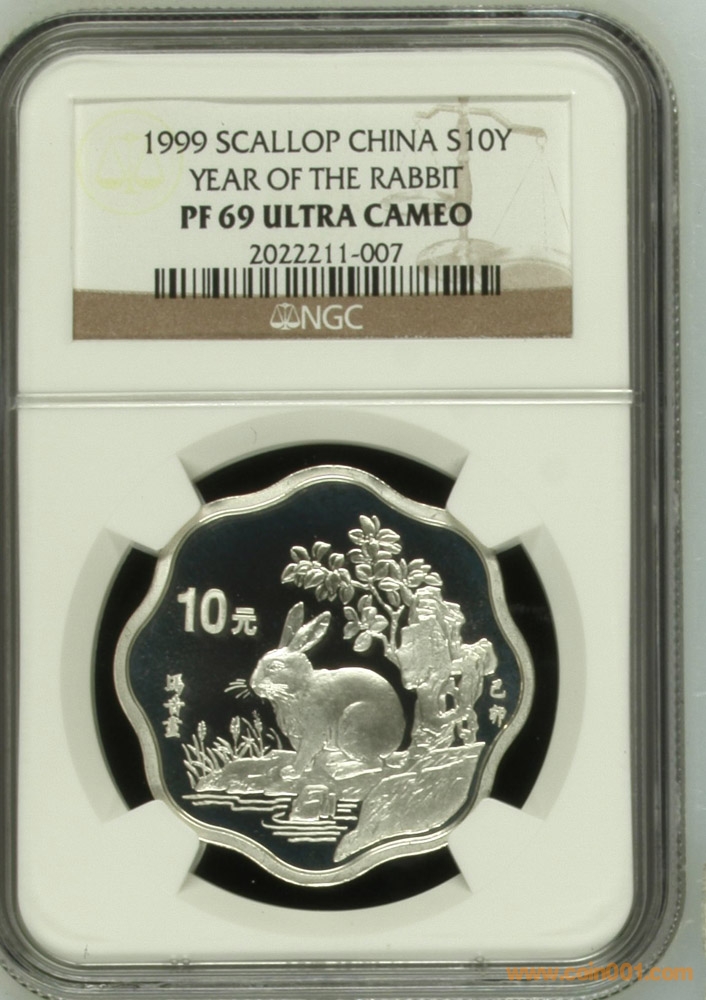 1999 SCALLOP CHINA S10Y
YEAR OF THE RABBIT
PF 69 ULTRA CAMEO
2022211-007
NGC
10元
己卯
www.coin001.com